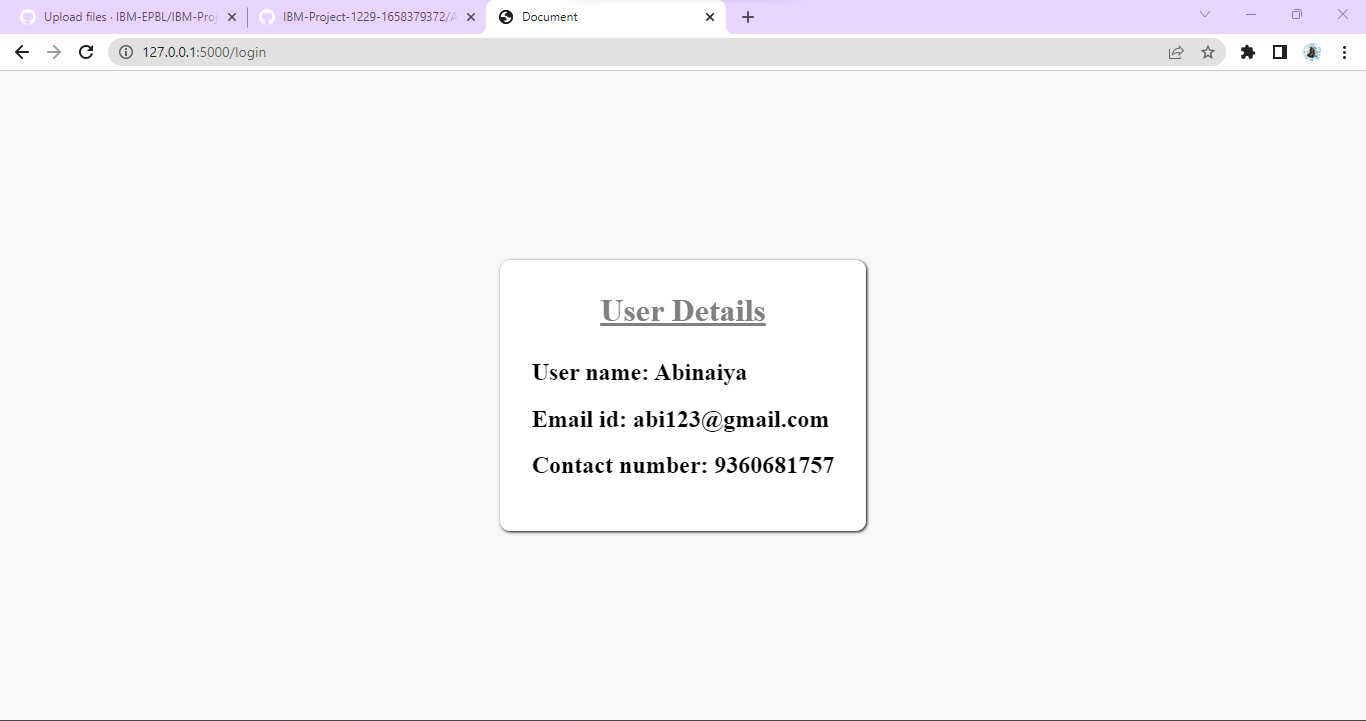 Upload files · IBM-EPBL/IBM-Proj
IBM-Project-1229-1658379372/A
Document
127.0.0.1:5000/login
User Details
User name: Abinaiya
Email id: abi123@gmail.com
Contact number: 9360681757